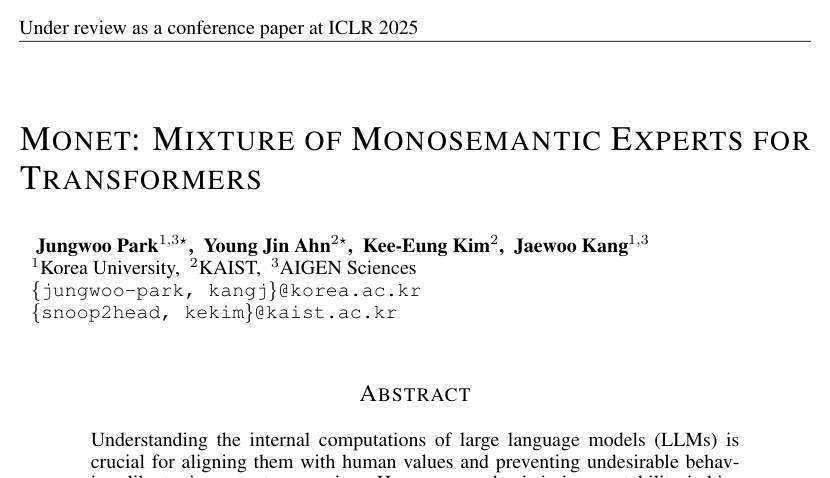 Under review as a conference paper at ICLR 2025
MONET: MIXTURE OF MONOSEMANTIC EXPERTS FOR
TRANSFORMERS
Jungwoo Park1,3⋆, Young Jin Ahn2⋆, Kee-Eung Kim2, Jaewoo Kang1,3
1Korea University, 2KAIST, 3AIGEN Sciences
{jungwoo-park, kangj}@korea.ac.kr
{snoop2head, kekim}@kaist.ac.kr
ABSTRACT
Understanding the internal computations of large language models (LLMs) is
crucial for aligning them with human values and preventing undesirable behav-